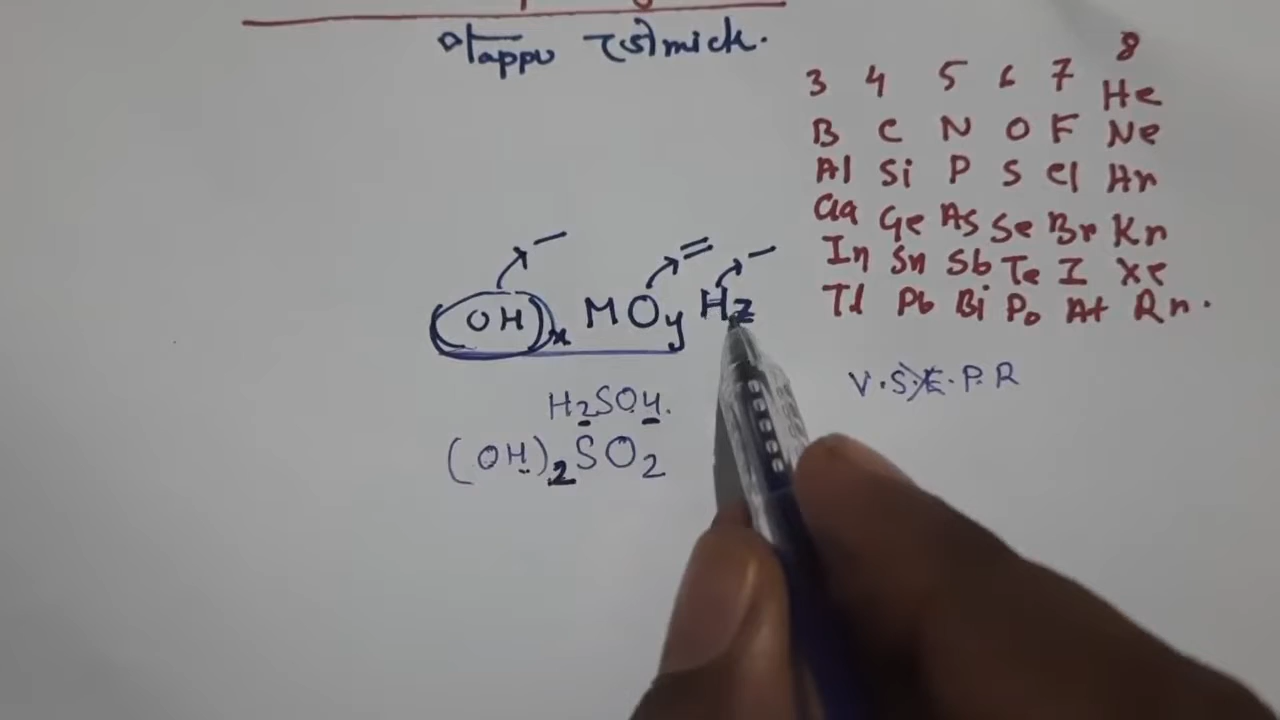 Tappu
mick.
3 4 5 6 7 8
He
B C N O F Ne
Al Si P S Cl Ar
Ga Ge As Se Br Kr
In Sn Sb Te I Xe
Tl Pb Bi Po At Rn.
(OH)x MOy Hz
V.S.E.P.R
H2SO4.
(OH)2SO2